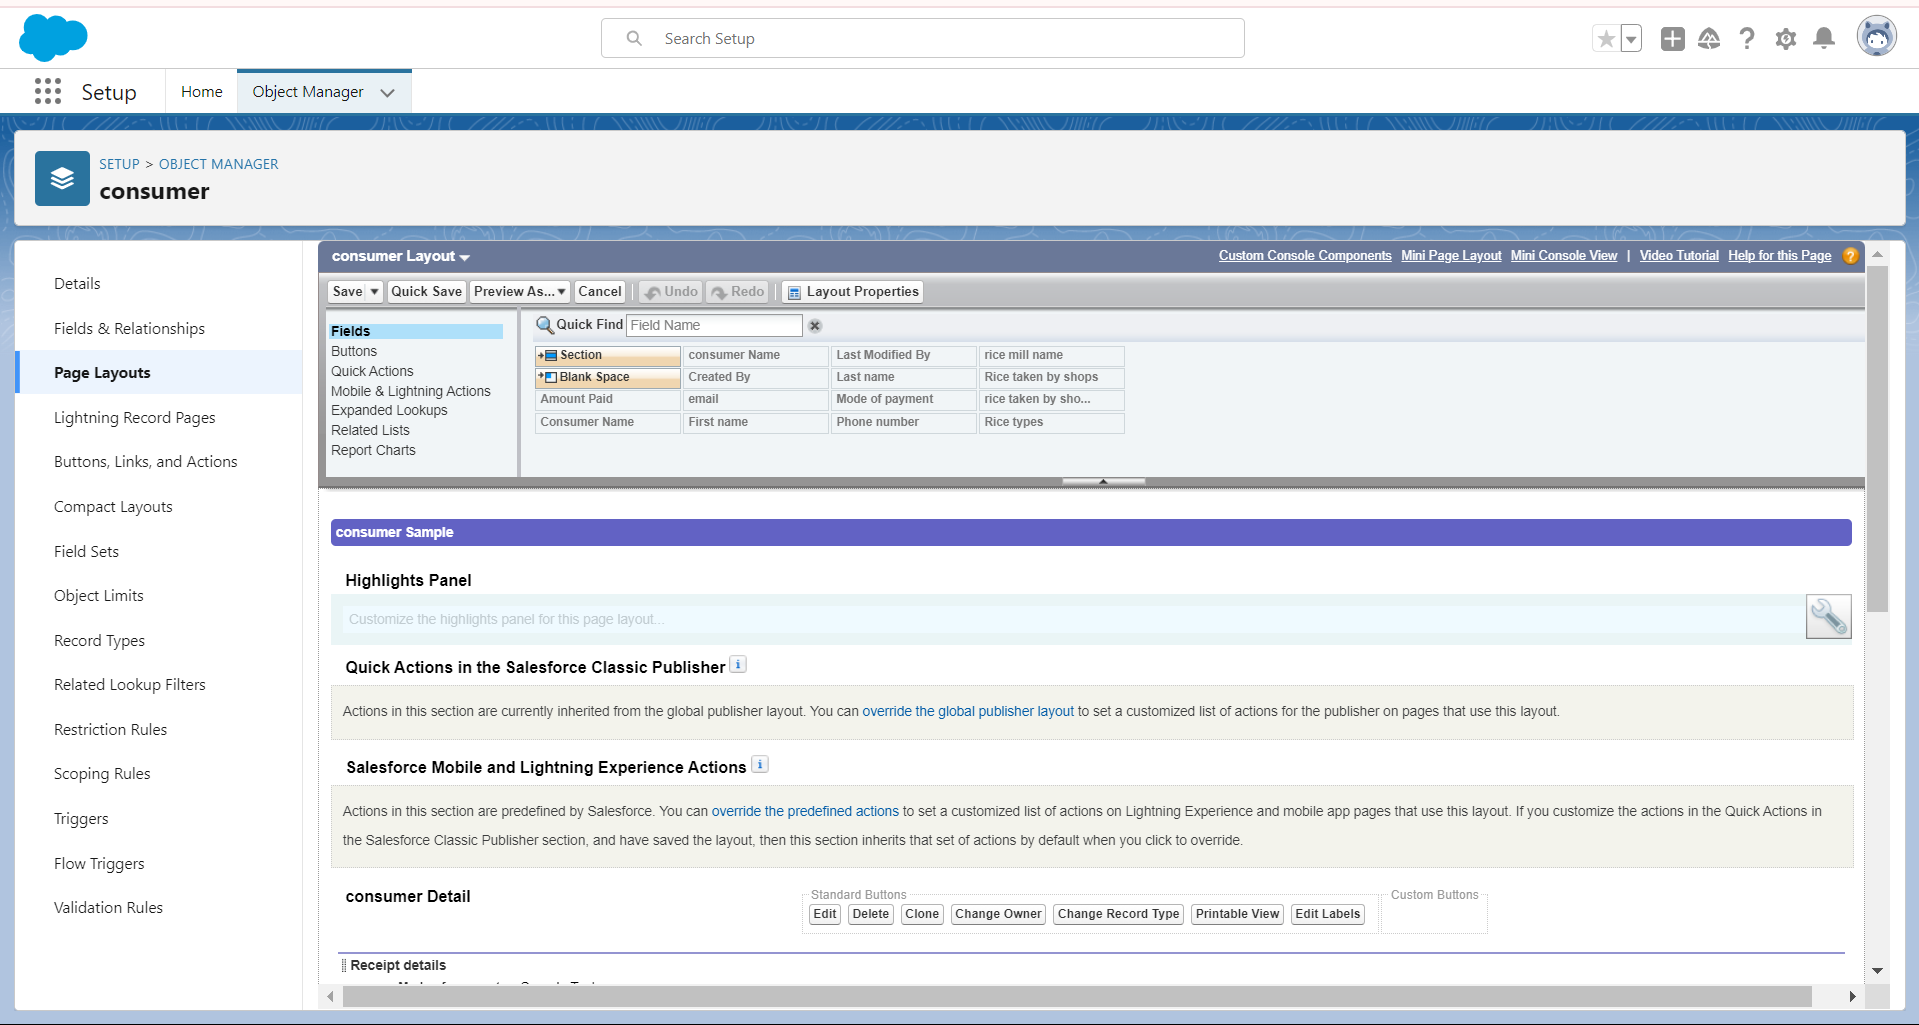 Search Setup
Setup
Home
Object Manager
SETUP > OBJECT MANAGER
consumer
Details
Fields & Relationships
Page Layouts
Lightning Record Pages
Buttons, Links, and Actions
Compact Layouts
Field Sets
Object Limits
Record Types
Related Lookup Filters
Restriction Rules
Scoping Rules
Triggers
Flow Triggers
Validation Rules
consumer Layout
Custom Console Components Mini Page Layout Mini Console View | Video Tutorial Help for this Page ?
Save Quick Save Preview As... Cancel Undo Redo Layout Properties
Fields
Buttons
Quick Actions
Mobile & Lightning Actions
Expanded Lookups
Related Lists
Report Charts
Quick Find Field Name
Section consumer Name Last Modified By rice mill name
Blank Space Created By Last name Rice taken by shops
Amount Paid email Mode of payment rice taken by sho...
Consumer Name First name Phone number Rice types
consumer Sample
Highlights Panel
Customize the highlights panel for this page layout...
Quick Actions in the Salesforce Classic Publisher i
Actions in this section are currently inherited from the global publisher layout. You can override the global publisher layout to set a customized list of actions for the publisher on pages that use this layout.
Salesforce Mobile and Lightning Experience Actions i
Actions in this section are predefined by Salesforce. You can override the predefined actions to set a customized list of actions on Lightning Experience and mobile app pages that use this layout. If you customize the actions in the Quick Actions in
the Salesforce Classic Publisher section, and have saved the layout, then this section inherits that set of actions by default when you click to override.
consumer Detail
Standard Buttons
Edit Delete Clone Change Owner Change Record Type Printable View Edit Labels
Custom Buttons
Receipt details